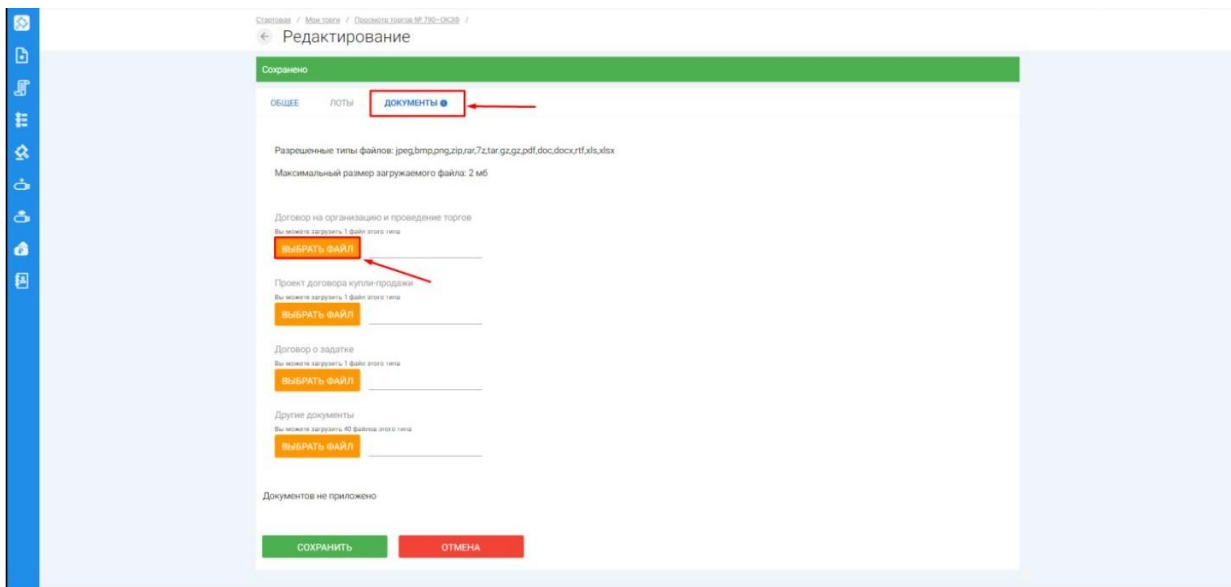 Стартовая / Мои торги / Просмотр торгов № 790-ОКЗФ /
Редактирование
Сохранено
ОБЩЕЕ ЛОТЫ ДОКУМЕНТЫ
Разрешенные типы файлов: jpeg,bmp,png,zip,rar,7z,tar.gz,gz,pdf,doc,docx,rtf,xls,xlsx
Максимальный размер загружаемого файла: 2 мб
Договор на организацию и проведение торгов
Вы можете загрузить 1 файл этого типа
ВЫБРАТЬ ФАЙЛ
Проект договора купли-продажи
Вы можете загрузить 1 файл этого типа
ВЫБРАТЬ ФАЙЛ
Договор о задатке
Вы можете загрузить 1 файл этого типа
ВЫБРАТЬ ФАЙЛ
Другие документы
Вы можете загрузить 40 файлов этого типа
ВЫБРАТЬ ФАЙЛ
Документов не приложено
СОХРАНИТЬ ОТМЕНА